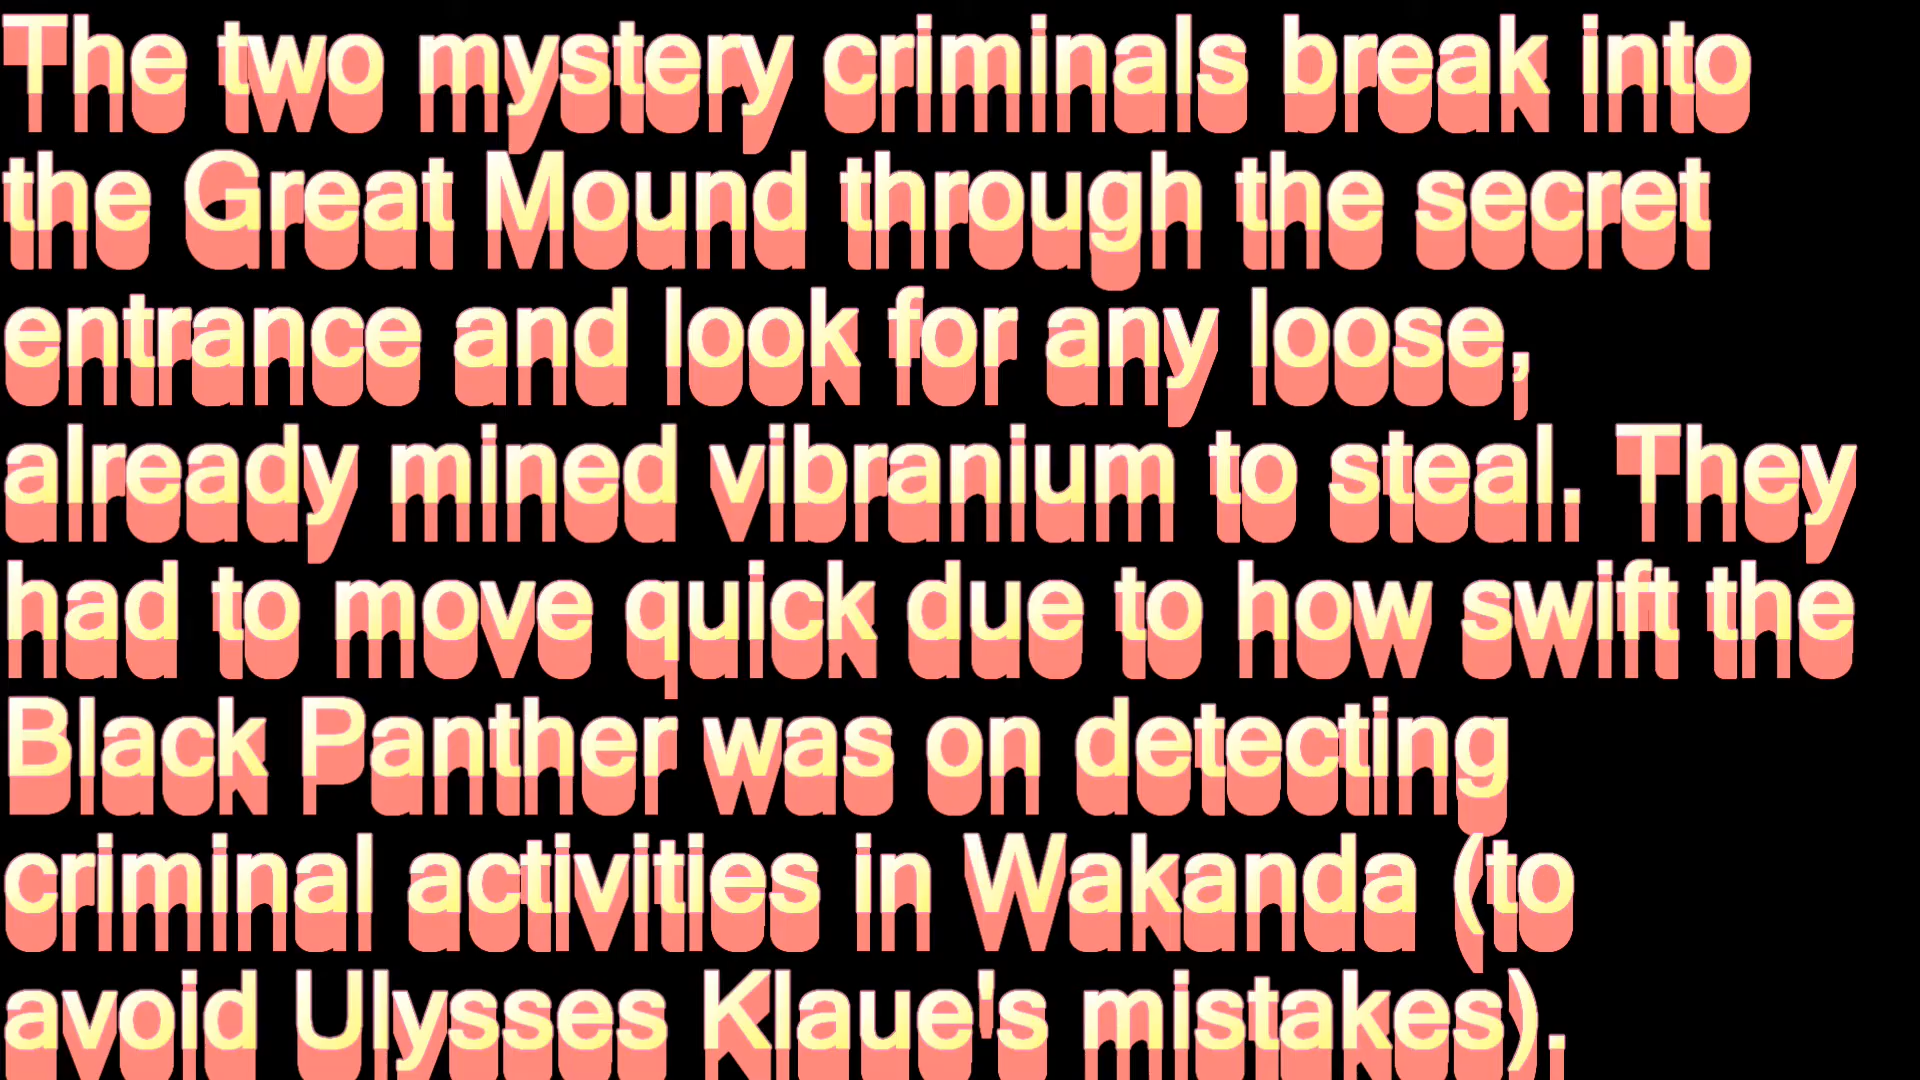 The two mystery criminals break into
the Great Mound through the secret
entrance and look for any loose,
already mined vibranium to steal. They
had to move quick due to how swift the
Black Panther was on detecting
criminal activities in Wakanda (to
avoid Ulysses Klaue's mistakes).